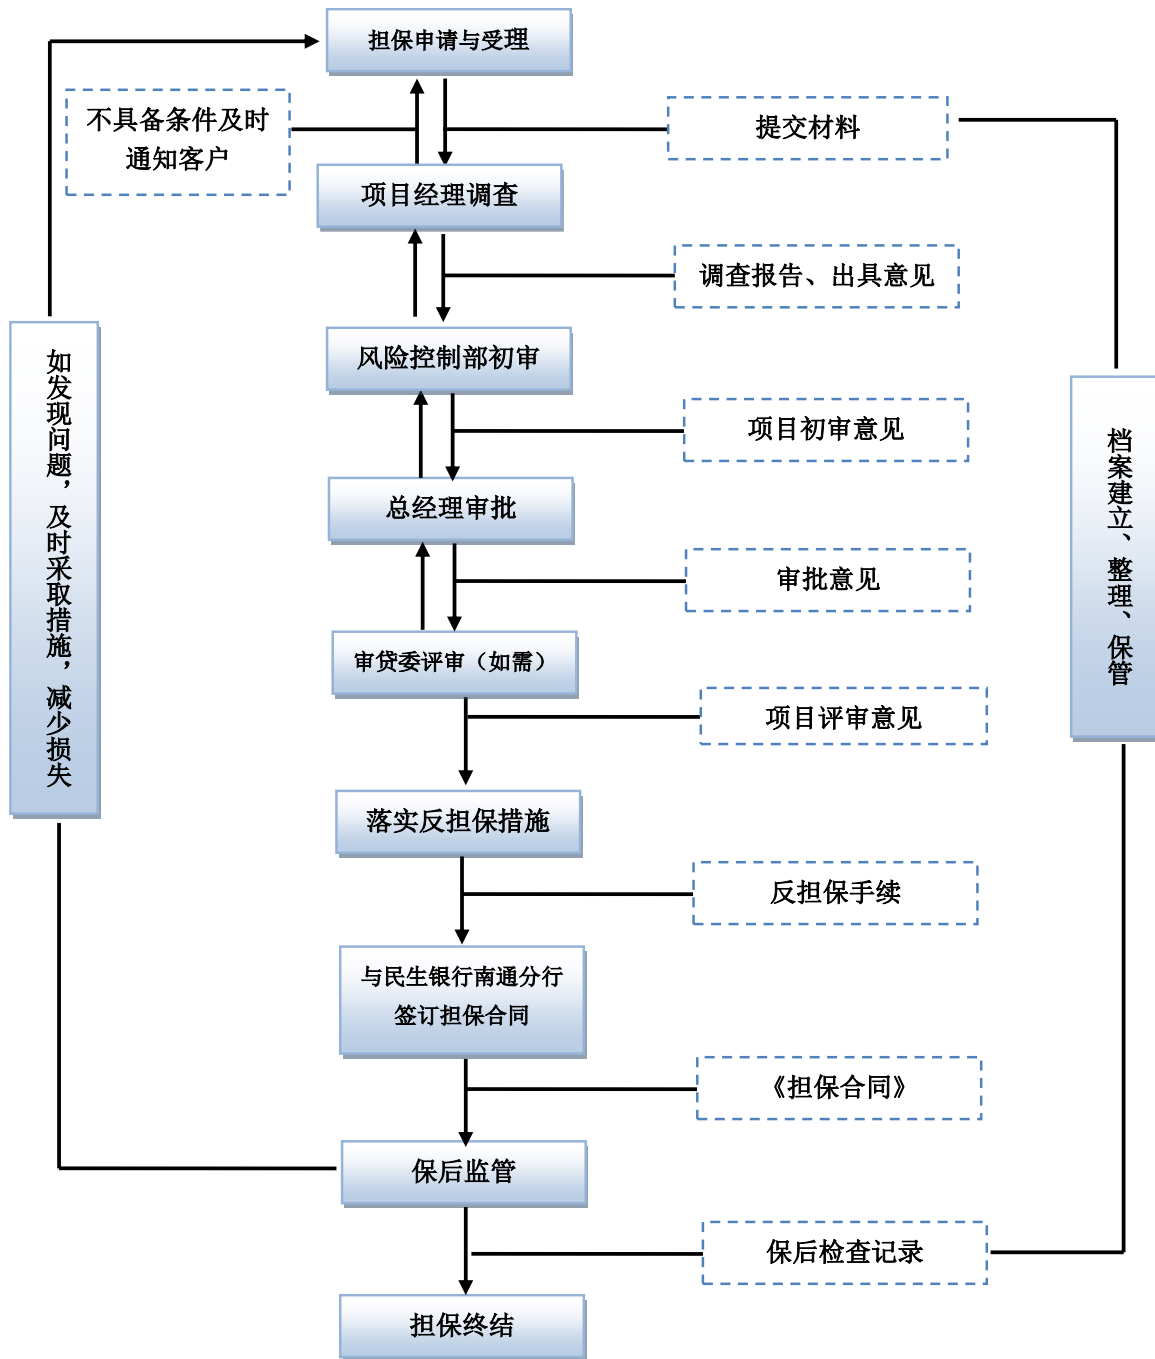 担保申请与受理
不具备条件及时
通知客户
提交材料
项目经理调查
调查报告、出具意见
风险控制部初审
项目初审意见
总经理审批
审批意见
审贷委评审（如需）
项目评审意见
落实反担保措施
反担保手续
与民生银行南通分行
签订担保合同
《担保合同》
保后监管
保后检查记录
担保终结
如发现问题，及时采取措施，减少损失
档案建立、整理、保管